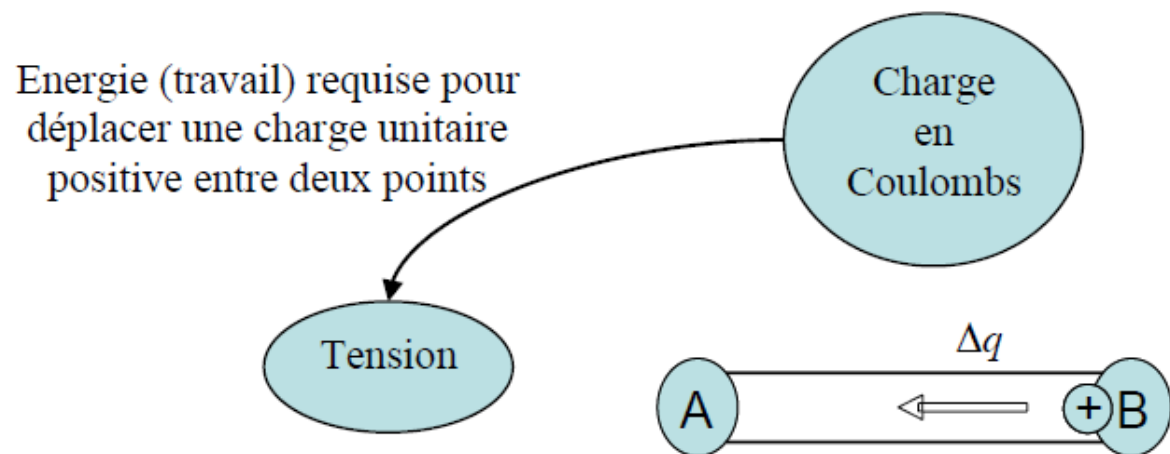 Energie (travail) requise pour
déplacer une charge unitaire
positive entre deux points
Charge
en
Coulombs
Tension
Δq
A
+
B